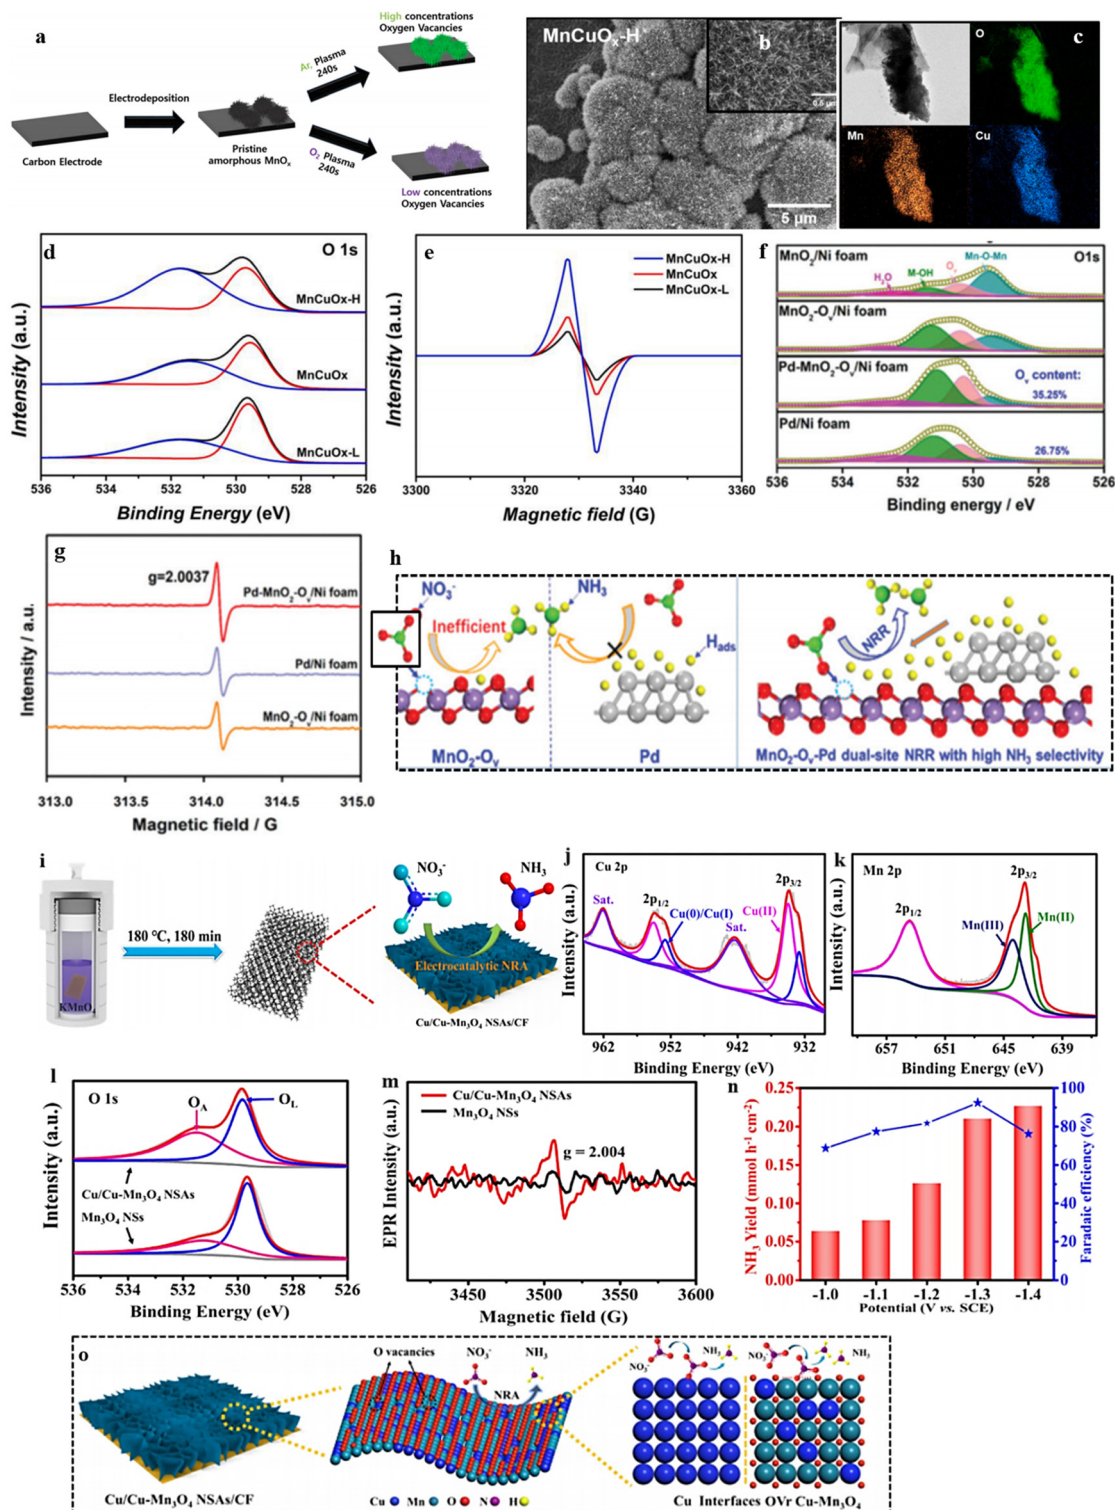 a
High concentrations
Oxygen Vacancies
Ar, Plasma
240s
Electrodeposition
Carbon Electrode
Pristine
amorphous MnOₓ
O₂ Plasma
240s
Low concentrations
Oxygen Vacancies
MnCuOₓ-H
b
0.5 µm
5 µm
c
O
Mn
Cu
d
O 1s
MnCuOx-H
MnCuOx
MnCuOx-L
Intensity (a.u.)
536 534 532 530 528 526
Binding Energy (eV)
e
MnCuOx-H
MnCuOx
MnCuOx-L
Intensity (a.u.)
3300 3320 3340 3360
Magnetic field (G)
f
MnO₂/Ni foam
O1s
Mn-O-Mn
Oᵥ
M-OH
H₂O
MnO₂-Oᵥ/Ni foam
Pd-MnO₂-Oᵥ/Ni foam
Oᵥ content:
35.25%
Pd/Ni foam
26.75%
Intensity (a.u.)
536 534 532 530 528 526
Binding energy / eV
g
g=2.0037
Pd-MnO₂-Oᵥ/Ni foam
Pd/Ni foam
MnO₂-Oᵥ/Ni foam
Intensity / a.u.
313.0 313.5 314.0 314.5 315.0
Magnetic field / G
h
NO₃⁻
NH₃
Inefficient
H_ads
NRR
MnO₂-Oᵥ
Pd
MnO₂-Oᵥ-Pd dual-site NRR with high NH₃ selectivity
i
180 °C, 180 min
KMnO₄
NO₃⁻
NH₃
Electrocatalytic NRA
Cu/Cu-Mn₃O₄ NSAs/CF
j
Cu 2p
2p₃/₂
2p₁/₂
Sat.
Cu(II)
Cu(0)/Cu(I)
Sat.
Intensity (a.u.)
962 952 942 932
Binding Energy (eV)
k
Mn 2p
2p₃/₂
2p₁/₂
Mn(II)
Mn(III)
Intensity (a.u.)
657 651 645 639
Binding Energy (eV)
l
O 1s
O_A
O_L
Cu/Cu-Mn₃O₄ NSAs
Mn₃O₄ NSs
Intensity (a.u.)
536 534 532 530 528 526
Binding Energy (eV)
m
Cu/Cu-Mn₃O₄ NSAs
Mn₃O₄ NSs
g = 2.004
EPR Intensity (a.u.)
3450 3500 3550 3600
Magnetic field (G)
n
NH₃ Yield (mmol h⁻¹ cm⁻²)
0.30
0.25
0.20
0.15
0.10
0.05
0.00
100
80
60
40
20
0
Faradaic efficiency (%)
-1.0 -1.1 -1.2 -1.3 -1.4
Potential (V vs. SCE)
o
O vacancies
NO₃⁻
NH₃
NRA
NO₃⁻
NH₃
NO₃⁻
NH₃
Cu/Cu-Mn₃O₄ NSAs/CF
Cu Mn O N H
Cu Interfaces OVr Cu-Mn₃O₄